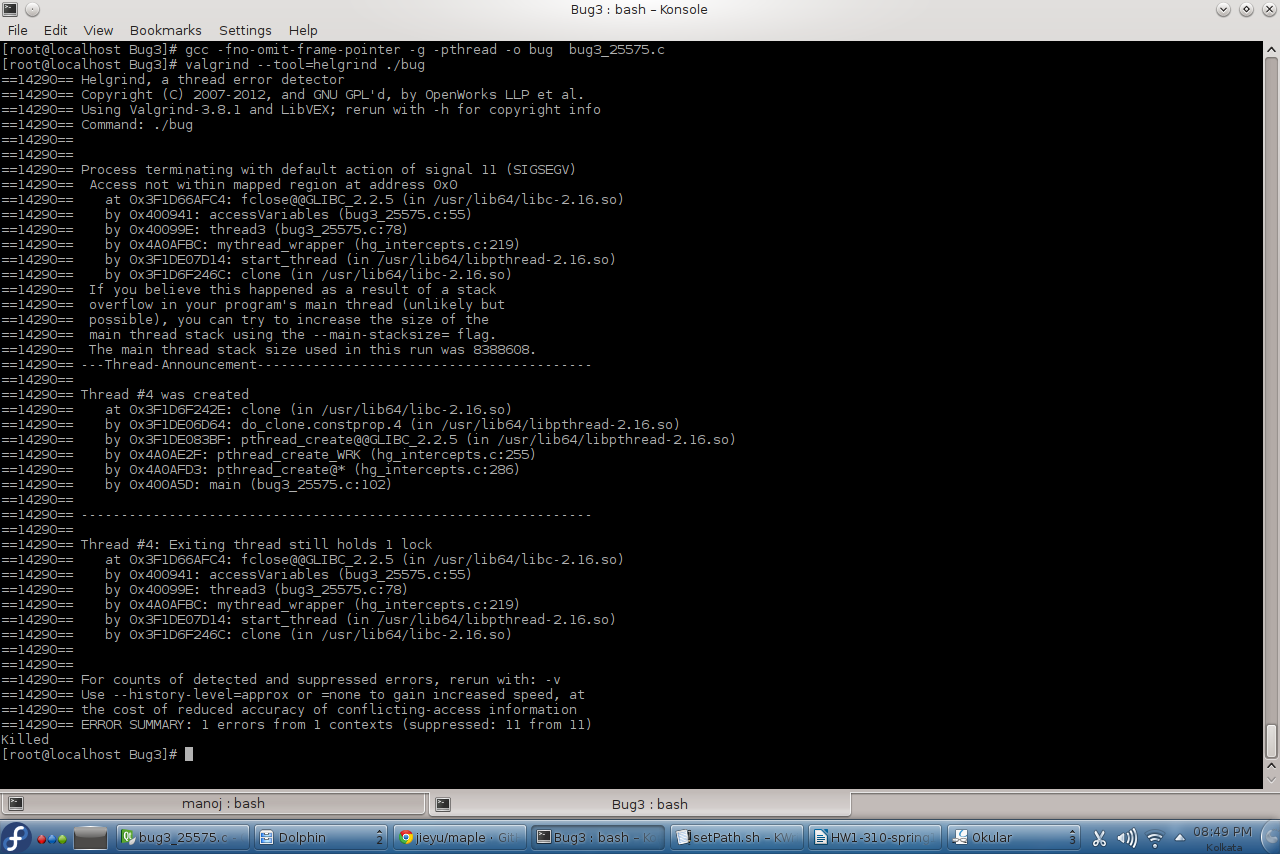 Bug3 : bash – Konsole
File Edit View Bookmarks Settings Help
[root@localhost Bug3]# gcc -fno-omit-frame-pointer -g -pthread -o bug  bug3_25575.c
[root@localhost Bug3]# valgrind --tool=helgrind ./bug
==14290== Helgrind, a thread error detector
==14290== Copyright (C) 2007-2012, and GNU GPL'd, by OpenWorks LLP et al.
==14290== Using Valgrind-3.8.1 and LibVEX; rerun with -h for copyright info
==14290== Command: ./bug
==14290==
==14290==
==14290== Process terminating with default action of signal 11 (SIGSEGV)
==14290==  Access not within mapped region at address 0x0
==14290==    at 0x3F1D66AFC4: fclose@@GLIBC_2.2.5 (in /usr/lib64/libc-2.16.so)
==14290==    by 0x400941: accessVariables (bug3_25575.c:55)
==14290==    by 0x40099E: thread3 (bug3_25575.c:78)
==14290==    by 0x4A0AFBC: mythread_wrapper (hg_intercepts.c:219)
==14290==    by 0x3F1DE07D14: start_thread (in /usr/lib64/libpthread-2.16.so)
==14290==    by 0x3F1D6F246C: clone (in /usr/lib64/libc-2.16.so)
==14290==  If you believe this happened as a result of a stack
==14290==  overflow in your program's main thread (unlikely but
==14290==  possible), you can try to increase the size of the
==14290==  main thread stack using the --main-stacksize= flag.
==14290==  The main thread stack size used in this run was 8388608.
==14290== ---Thread-Announcement------------------------------------------
==14290==
==14290== Thread #4 was created
==14290==    at 0x3F1D6F242E: clone (in /usr/lib64/libc-2.16.so)
==14290==    by 0x3F1DE06D64: do_clone.constprop.4 (in /usr/lib64/libpthread-2.16.so)
==14290==    by 0x3F1DE083BF: pthread_create@@GLIBC_2.2.5 (in /usr/lib64/libpthread-2.16.so)
==14290==    by 0x4A0AE2F: pthread_create_WRK (hg_intercepts.c:255)
==14290==    by 0x4A0AFD3: pthread_create@* (hg_intercepts.c:286)
==14290==    by 0x400A5D: main (bug3_25575.c:102)
==14290==
==14290== ----------------------------------------------------------------
==14290==
==14290== Thread #4: Exiting thread still holds 1 lock
==14290==    at 0x3F1D66AFC4: fclose@@GLIBC_2.2.5 (in /usr/lib64/libc-2.16.so)
==14290==    by 0x400941: accessVariables (bug3_25575.c:55)
==14290==    by 0x40099E: thread3 (bug3_25575.c:78)
==14290==    by 0x4A0AFBC: mythread_wrapper (hg_intercepts.c:219)
==14290==    by 0x3F1DE07D14: start_thread (in /usr/lib64/libpthread-2.16.so)
==14290==    by 0x3F1D6F246C: clone (in /usr/lib64/libc-2.16.so)
==14290==
==14290==
==14290== For counts of detected and suppressed errors, rerun with: -v
==14290== Use --history-level=approx or =none to gain increased speed, at
==14290== the cost of reduced accuracy of conflicting-access information
==14290== ERROR SUMMARY: 1 errors from 1 contexts (suppressed: 11 from 11)
Killed
[root@localhost Bug3]#
manoj : bash
Bug3 : bash
bug3_25575.c –
Dolphin 2
jieyu/maple · GitH
Bug3 : bash – Ko
setPath.sh – KW
HW1-310-spring
Okular 3
08:49 PM
Kolkata